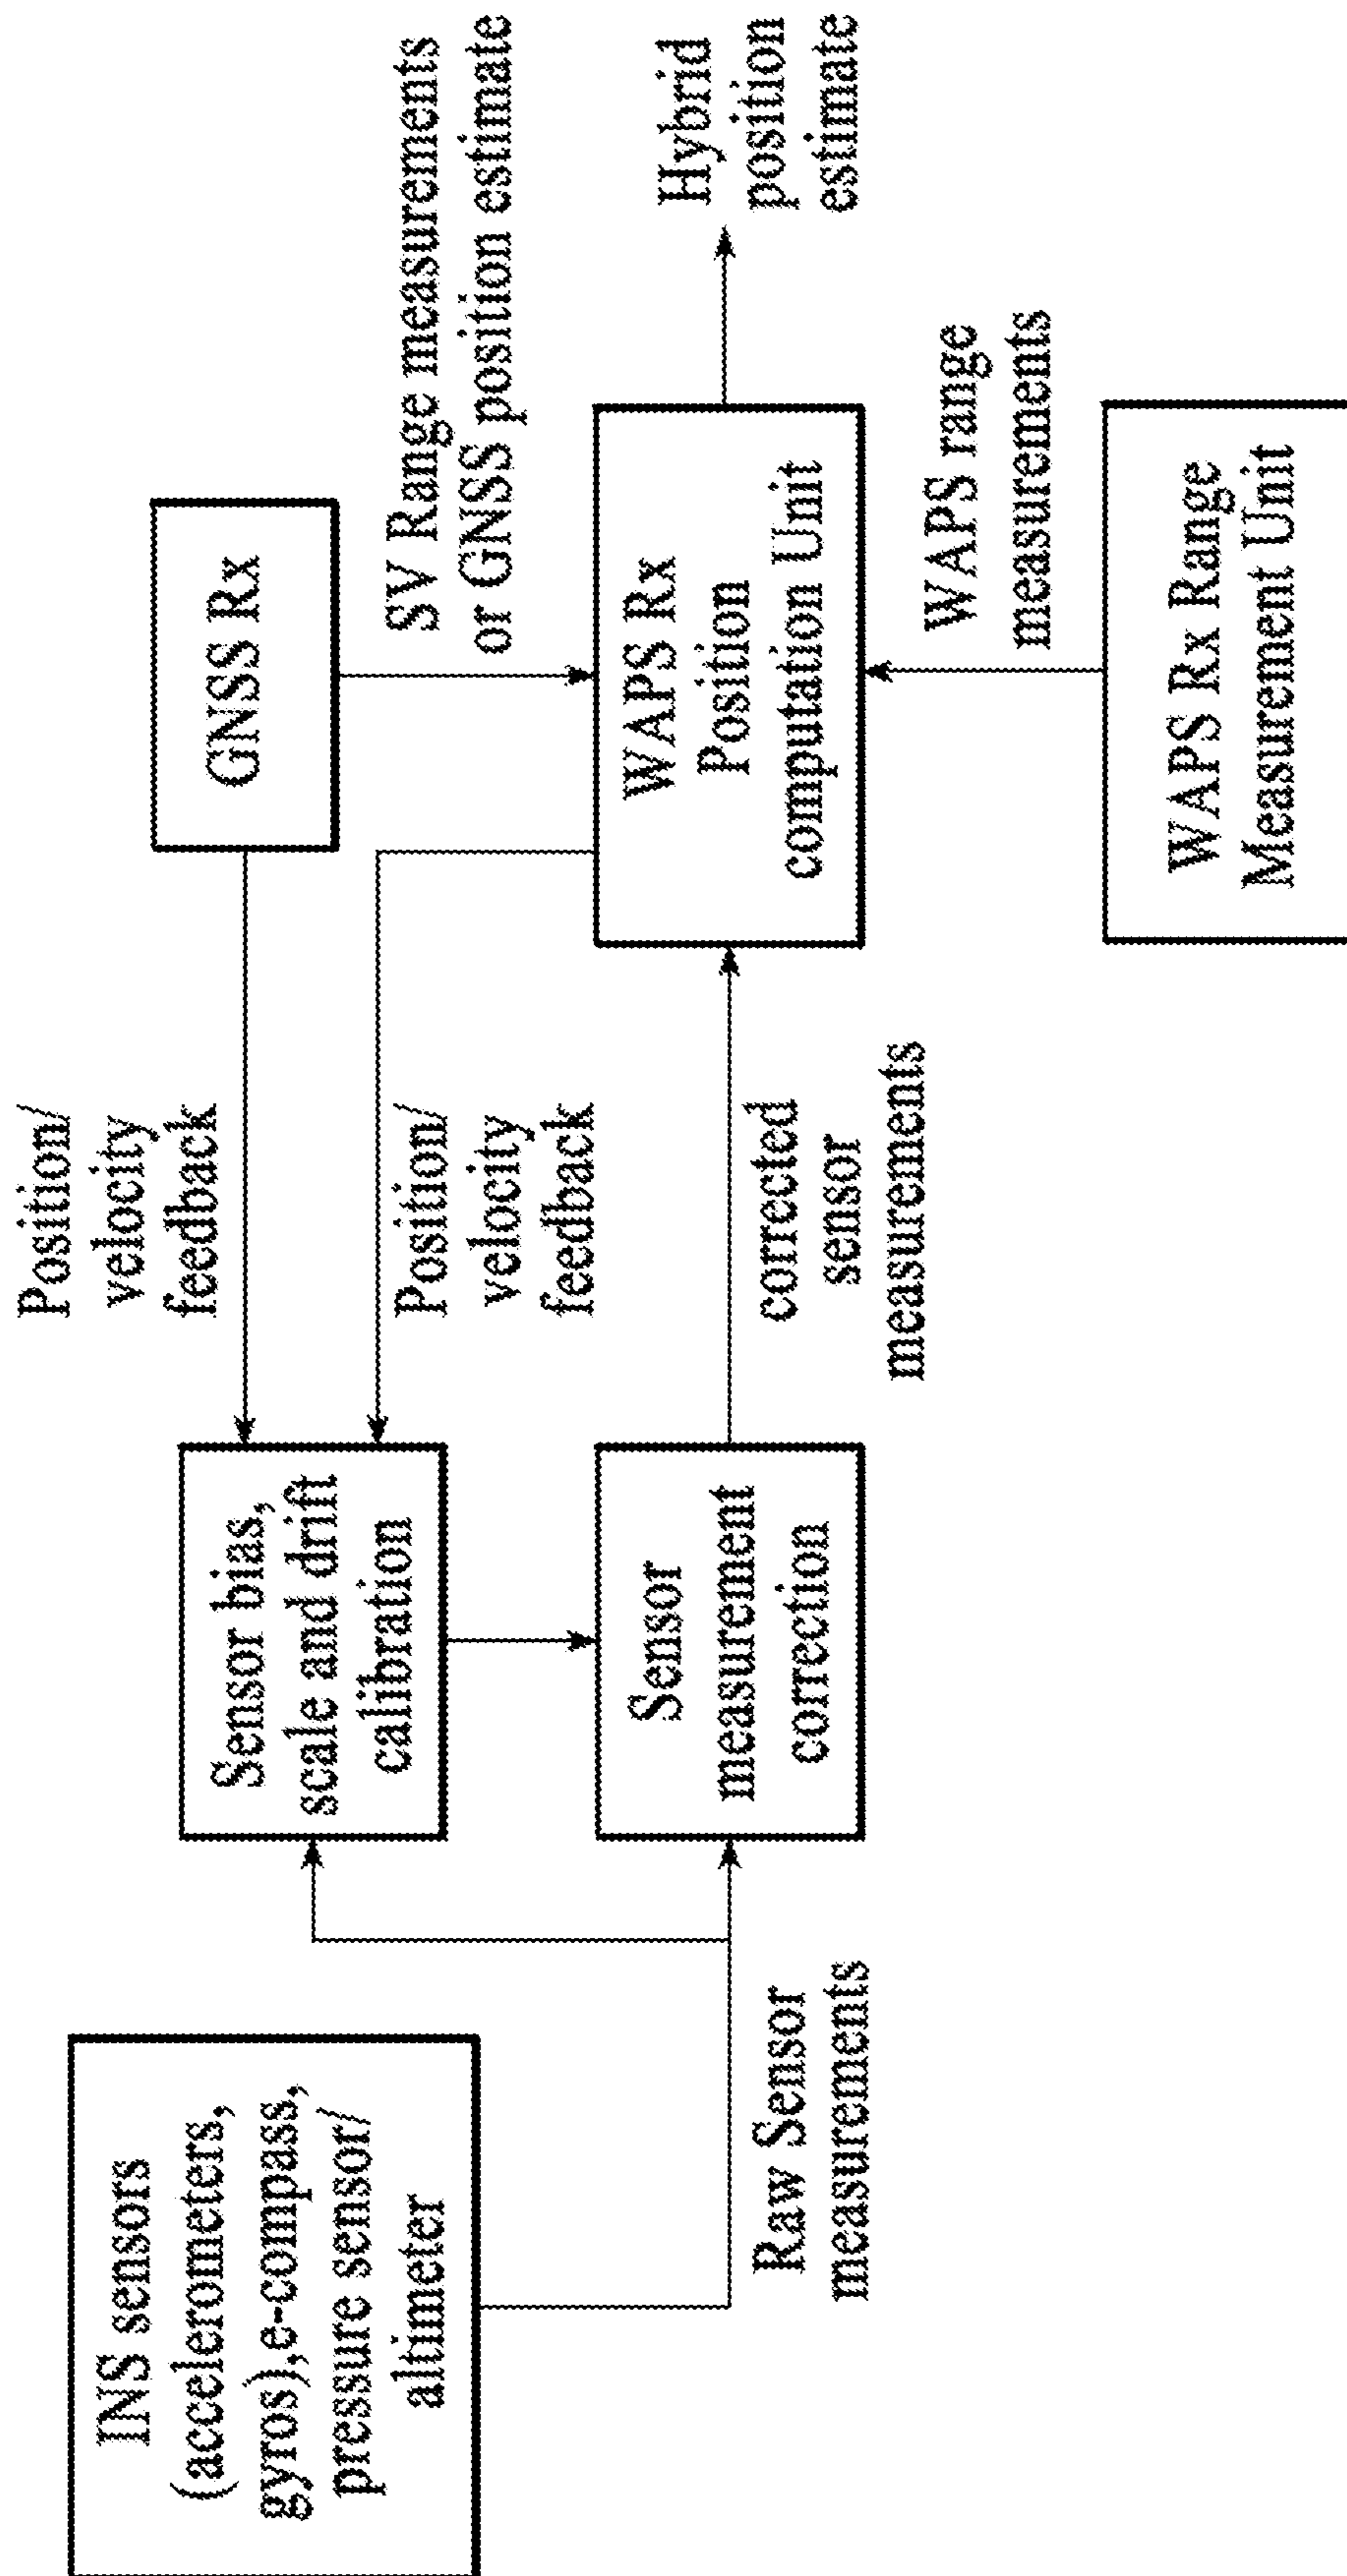 INS sensors
(accelerometers,
gyros),e-compass,
pressure sensor/
altimeter
Raw Sensor
measurements
Sensor bias,
scale and drift
calibration
Sensor
measurement
correction
Position/
velocity
feedback
Position/
velocity
feedback
corrected
sensor
measurements
GNSS Rx
SV Range measurements
or GNSS position estimate
WAPS Rx
Position
computation Unit
Hybrid
position
estimate
WAPS range
measurements
WAPS Rx Range
Measurement Unit